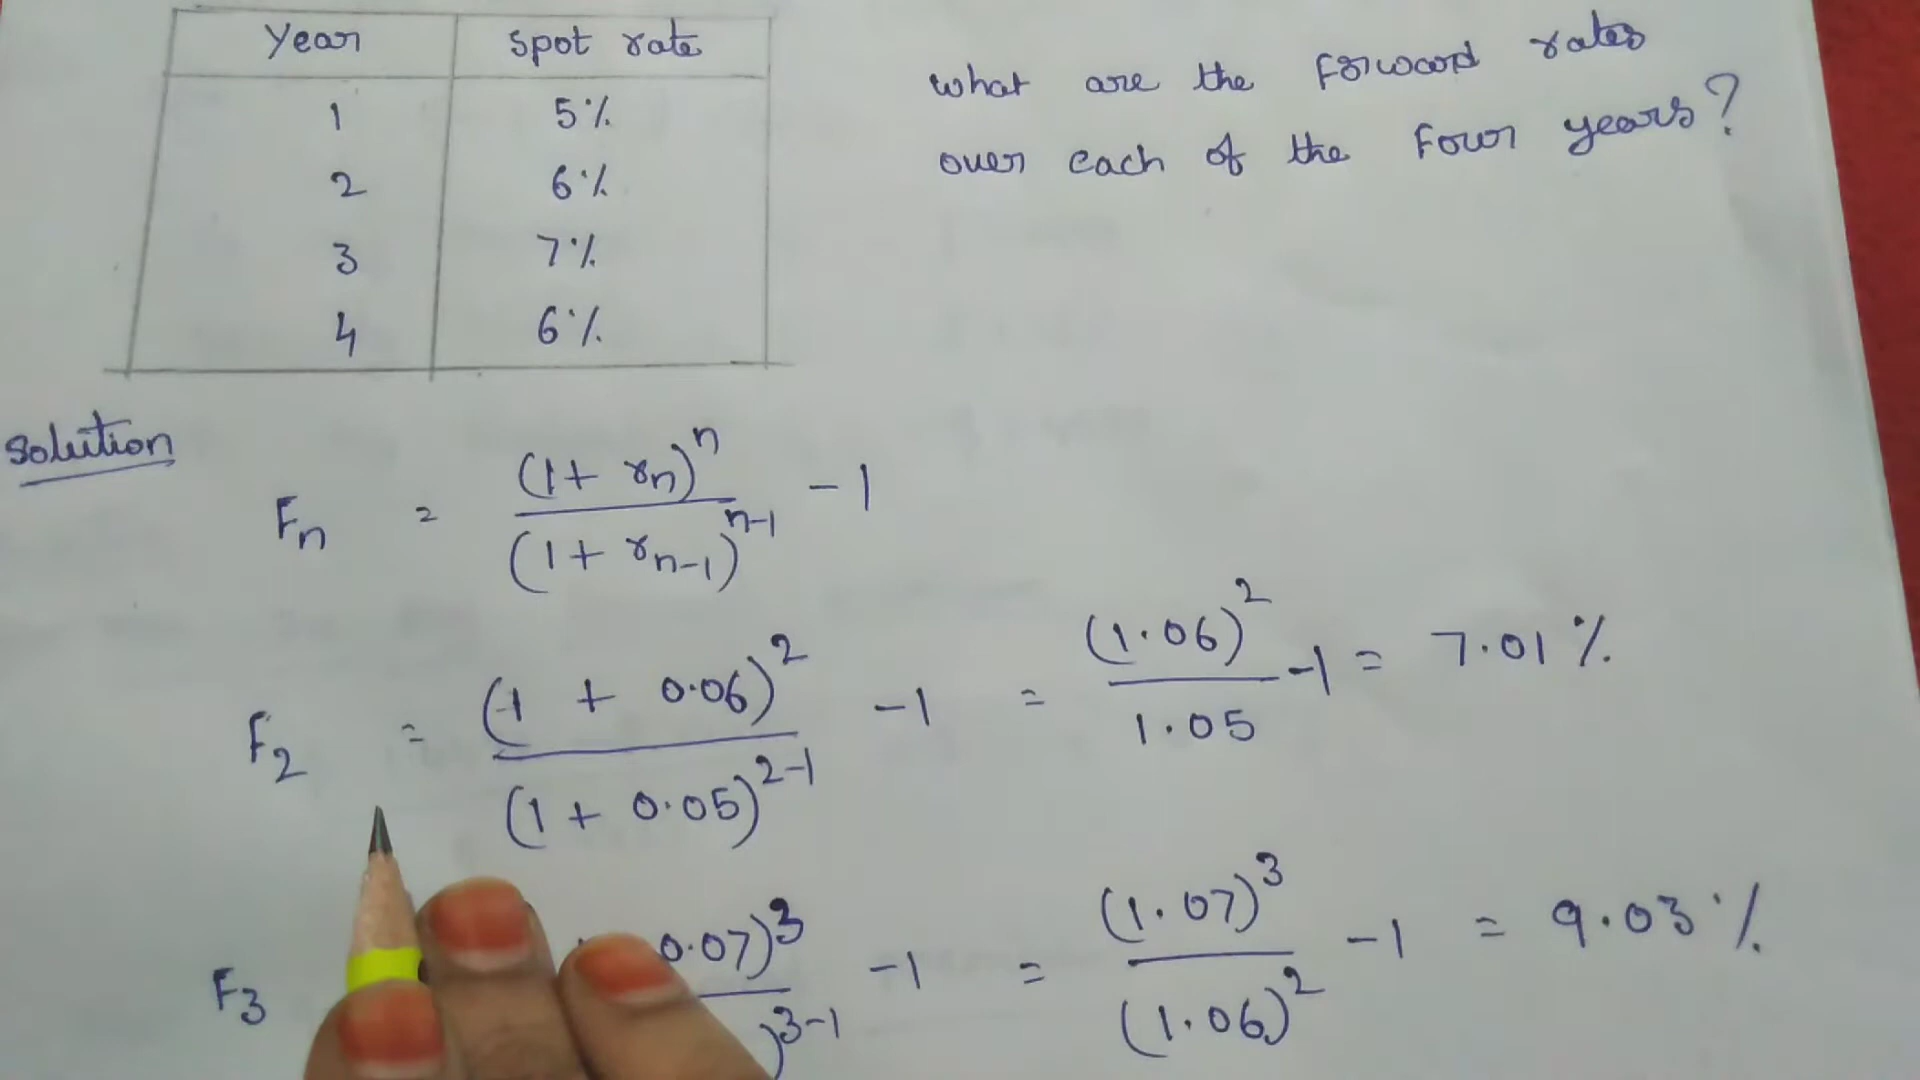 Year spot rate
1 5%
2 6%
3 7%
4 6%
what are the Forward rates
over each of the Four years?
Solution
Fn = (1 + rn)^n / (1 + rn-1)^n-1 - 1
F2 = (1 + 0.06)^2 / (1 + 0.05)^2-1 - 1 = (1.06)^2 / 1.05 - 1 = 7.01%
F3 0.07)^3 / )^3-1 - 1 = (1.07)^3 / (1.06)^2 - 1 = 9.03%